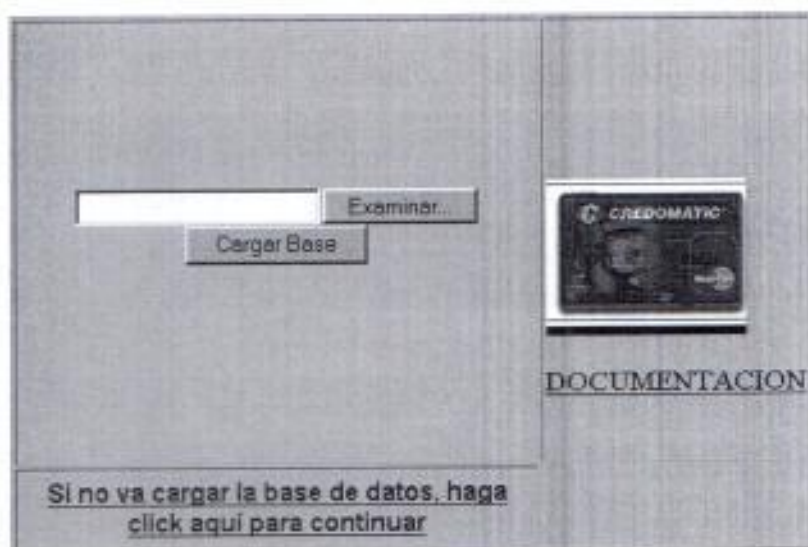 Examinar...
Cargar Base
CREDOMATIC
DOCUMENTACION
Si no va cargar la base de datos, haga
click aquí para continuar